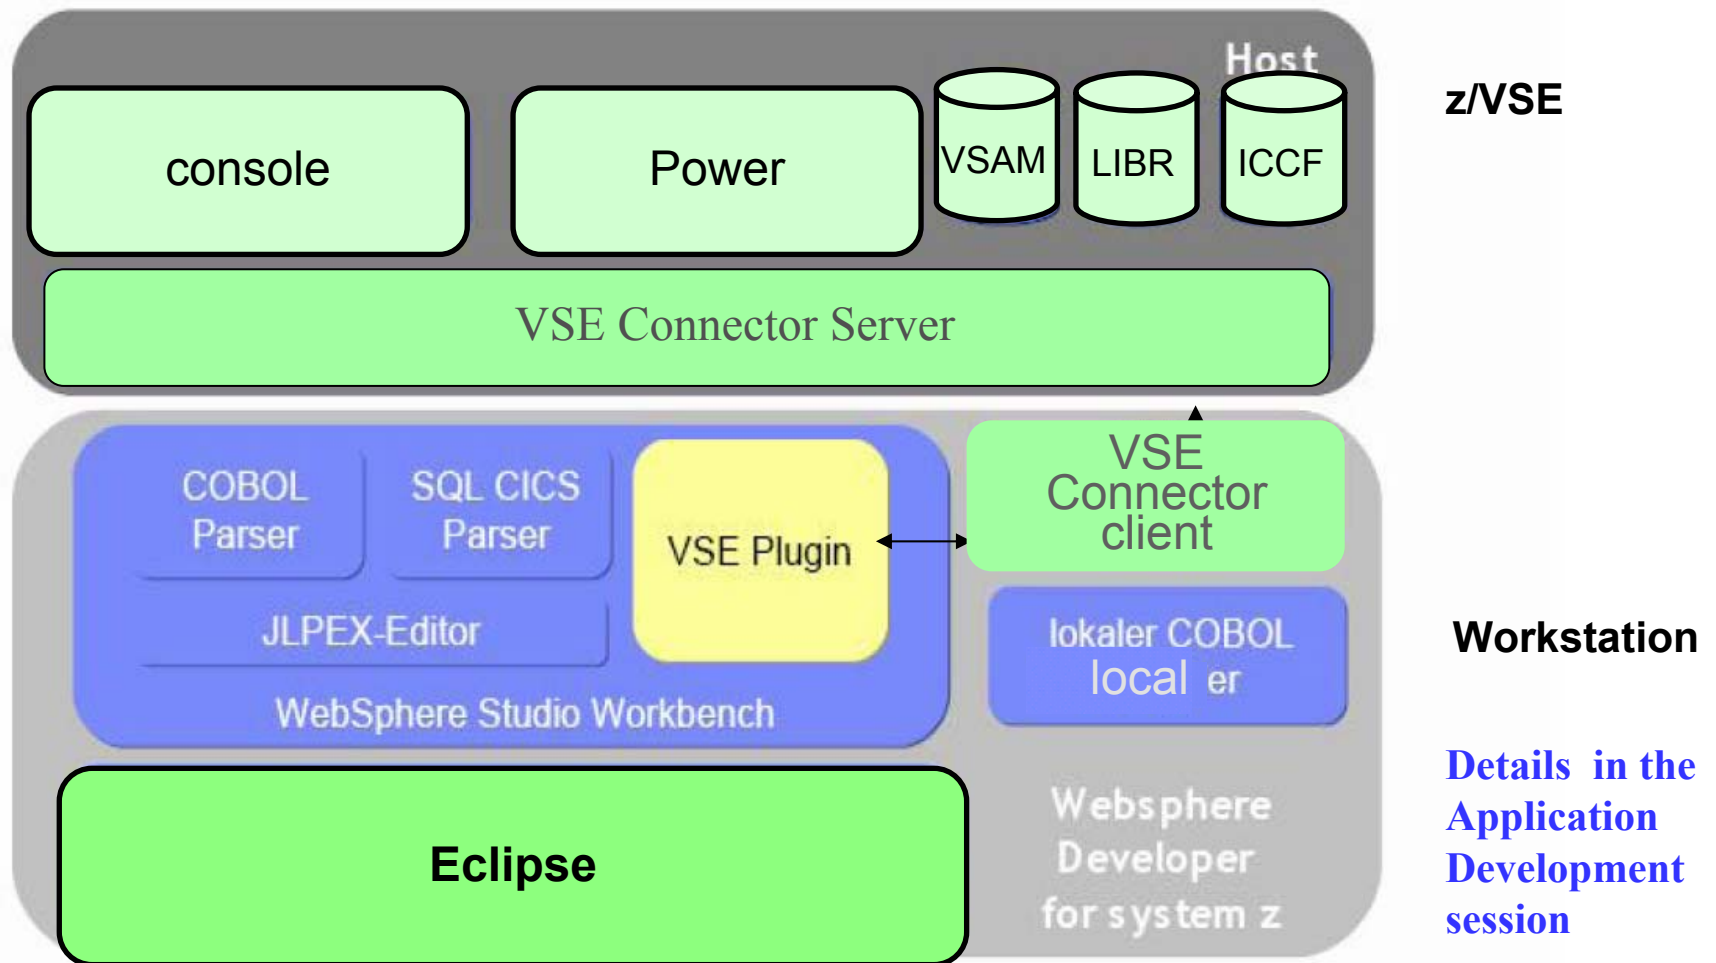 Host
z/VSE
console
Power
VSAM
LIBR
ICCF
VSE Connector Server
COBOL
Parser
SQL CICS
Parser
VSE Plugin
JLPEX-Editor
WebSphere Studio Workbench
VSE
Connector
client
lokaler COBOL
local er
Workstation
Eclipse
Websphere
Developer
for system z
Details in the
Application
Development
session